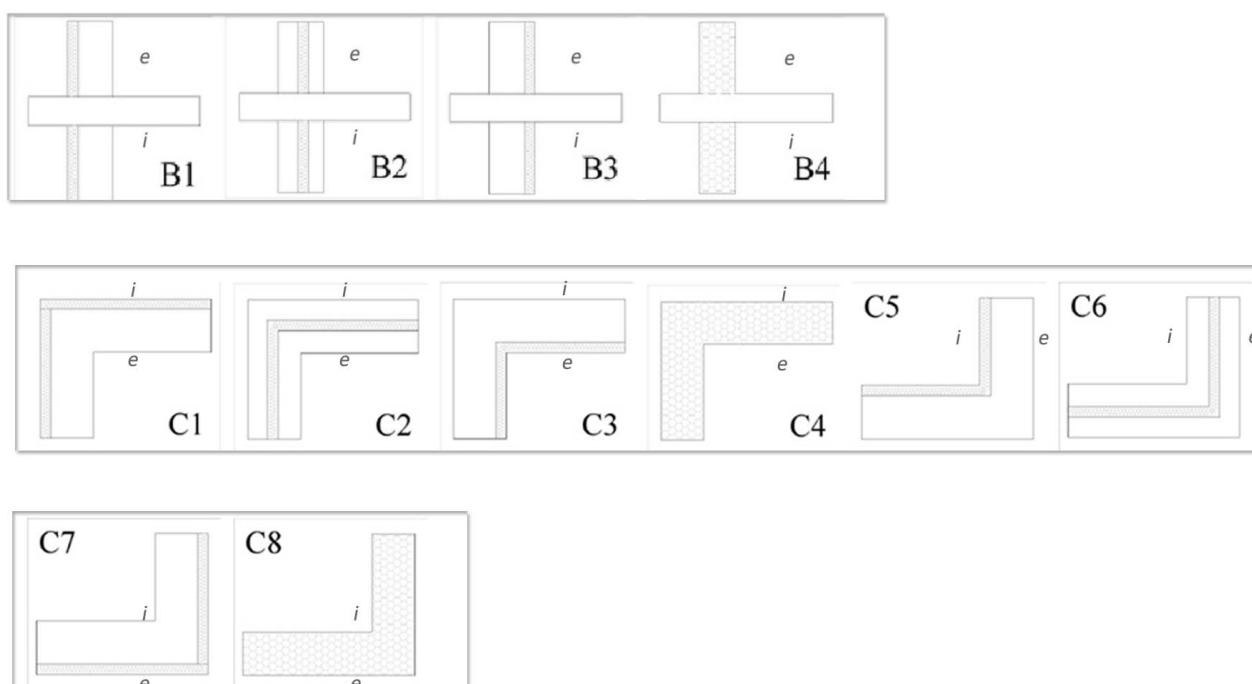 e e e e
i i i i
B1 B2 B3 B4
i i i i
C5 C6
i e i e
e e e e
C1 C2 C3 C4
C7 C8
i i
e e